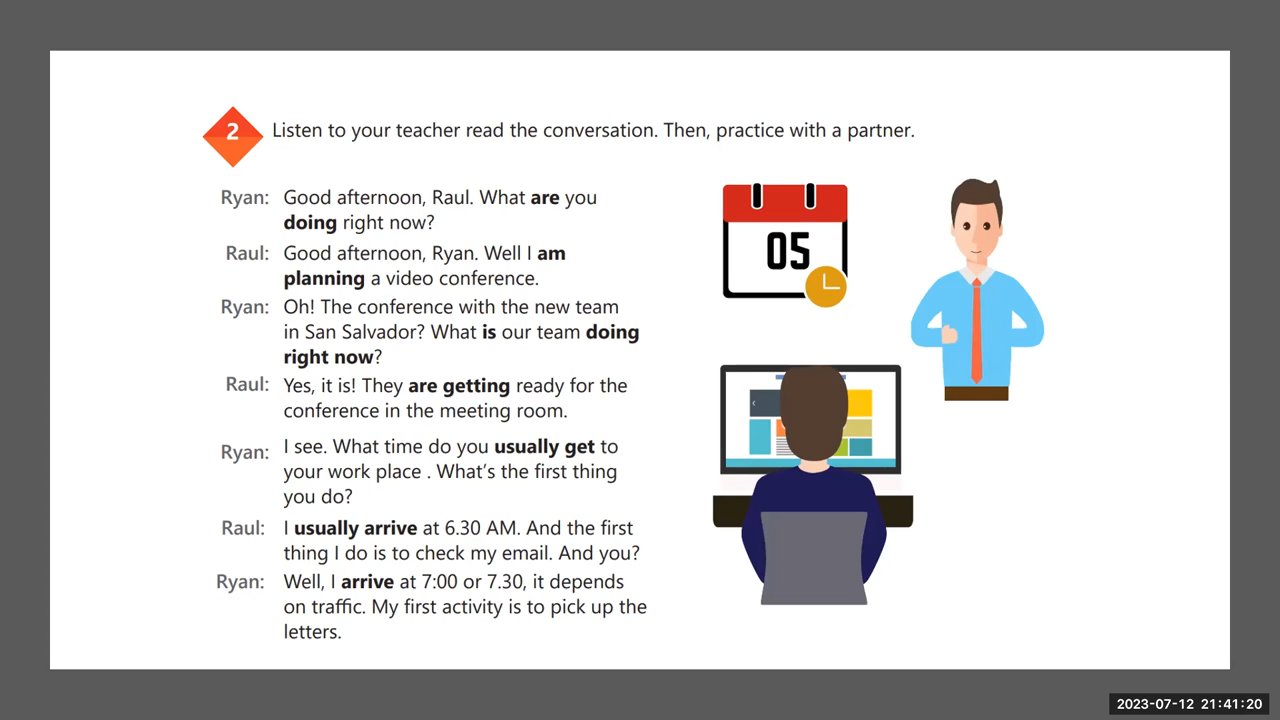 2
Listen to your teacher read the conversation. Then, practice with a partner.
Ryan: Good afternoon, Raul. What are you
doing right now?
Raul: Good afternoon, Ryan. Well I am
planning a video conference.
Ryan: Oh! The conference with the new team
in San Salvador? What is our team doing
right now?
Raul: Yes, it is! They are getting ready for the
conference in the meeting room.
Ryan: I see. What time do you usually get to
your work place . What’s the first thing
you do?
Raul: I usually arrive at 6.30 AM. And the first
thing I do is to check my email. And you?
Ryan: Well, I arrive at 7:00 or 7.30, it depends
on traffic. My first activity is to pick up the
letters.
05
2023-07-12 21:41:20